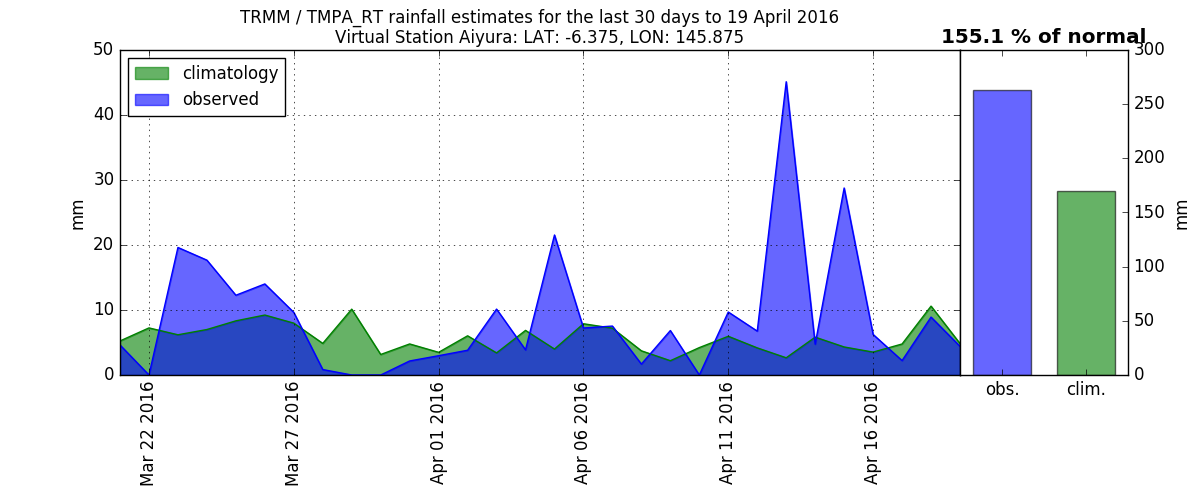 TRMM / TMPA_RT rainfall estimates for the last 30 days to 19 April 2016
Virtual Station Aiyura: LAT: -6.375, LON: 145.875
155.1 % of normal
climatology
observed
50
40
30
20
10
0
mm
Mar 22 2016
Mar 27 2016
Apr 01 2016
Apr 06 2016
Apr 11 2016
Apr 16 2016
obs.
clim.
300
250
200
150
100
50
0
mm